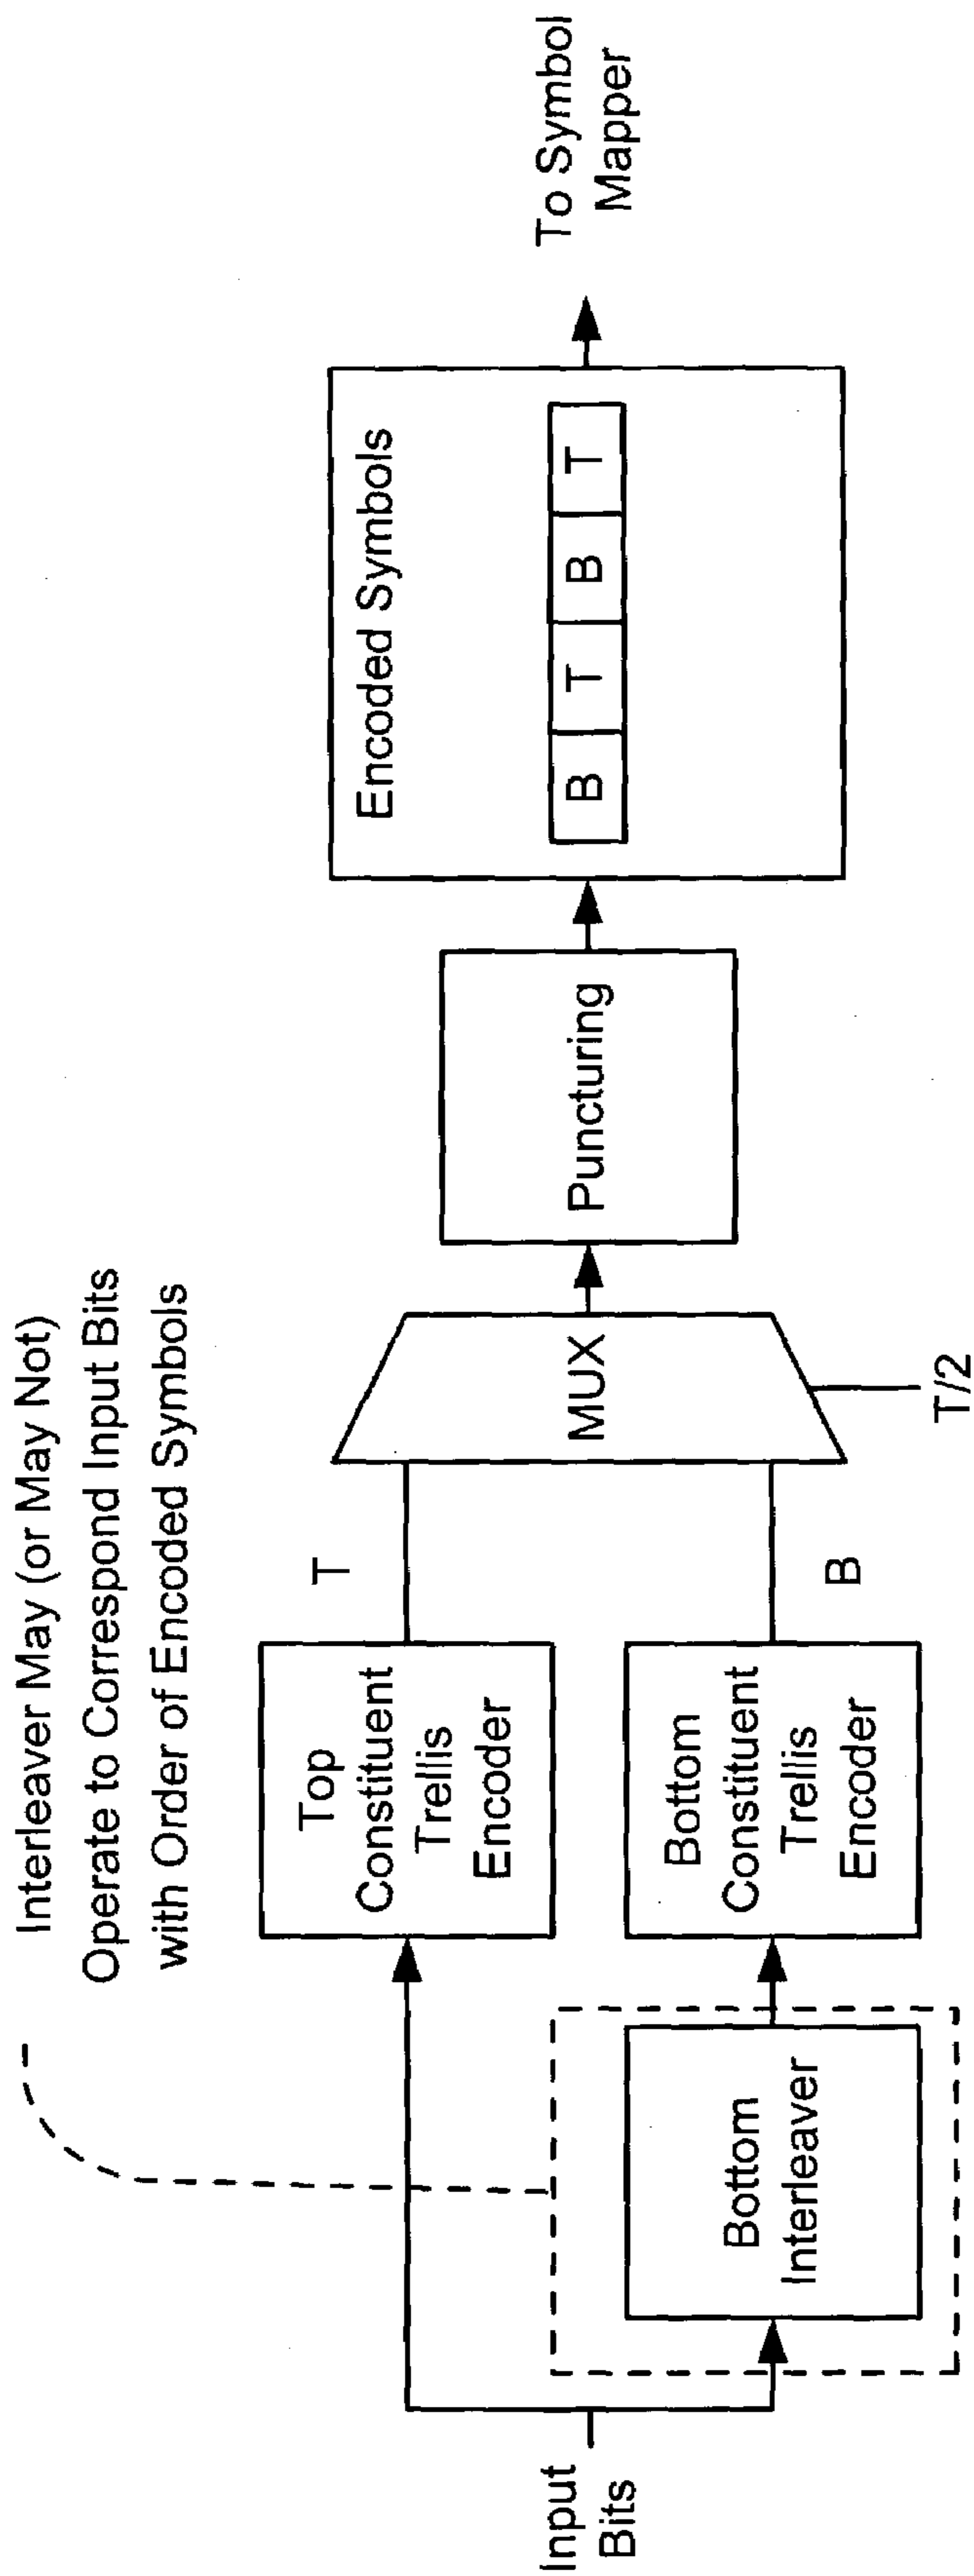 Interleaver May (or May Not)
Operate to Correspond Input Bits
with Order of Encoded Symbols
Input
Bits
Bottom
Interleaver
Top
Constituent
Trellis
Encoder
Bottom
Constituent
Trellis
Encoder
T
B
MUX
T/2
Puncturing
Encoded Symbols
B T B T
To Symbol
Mapper